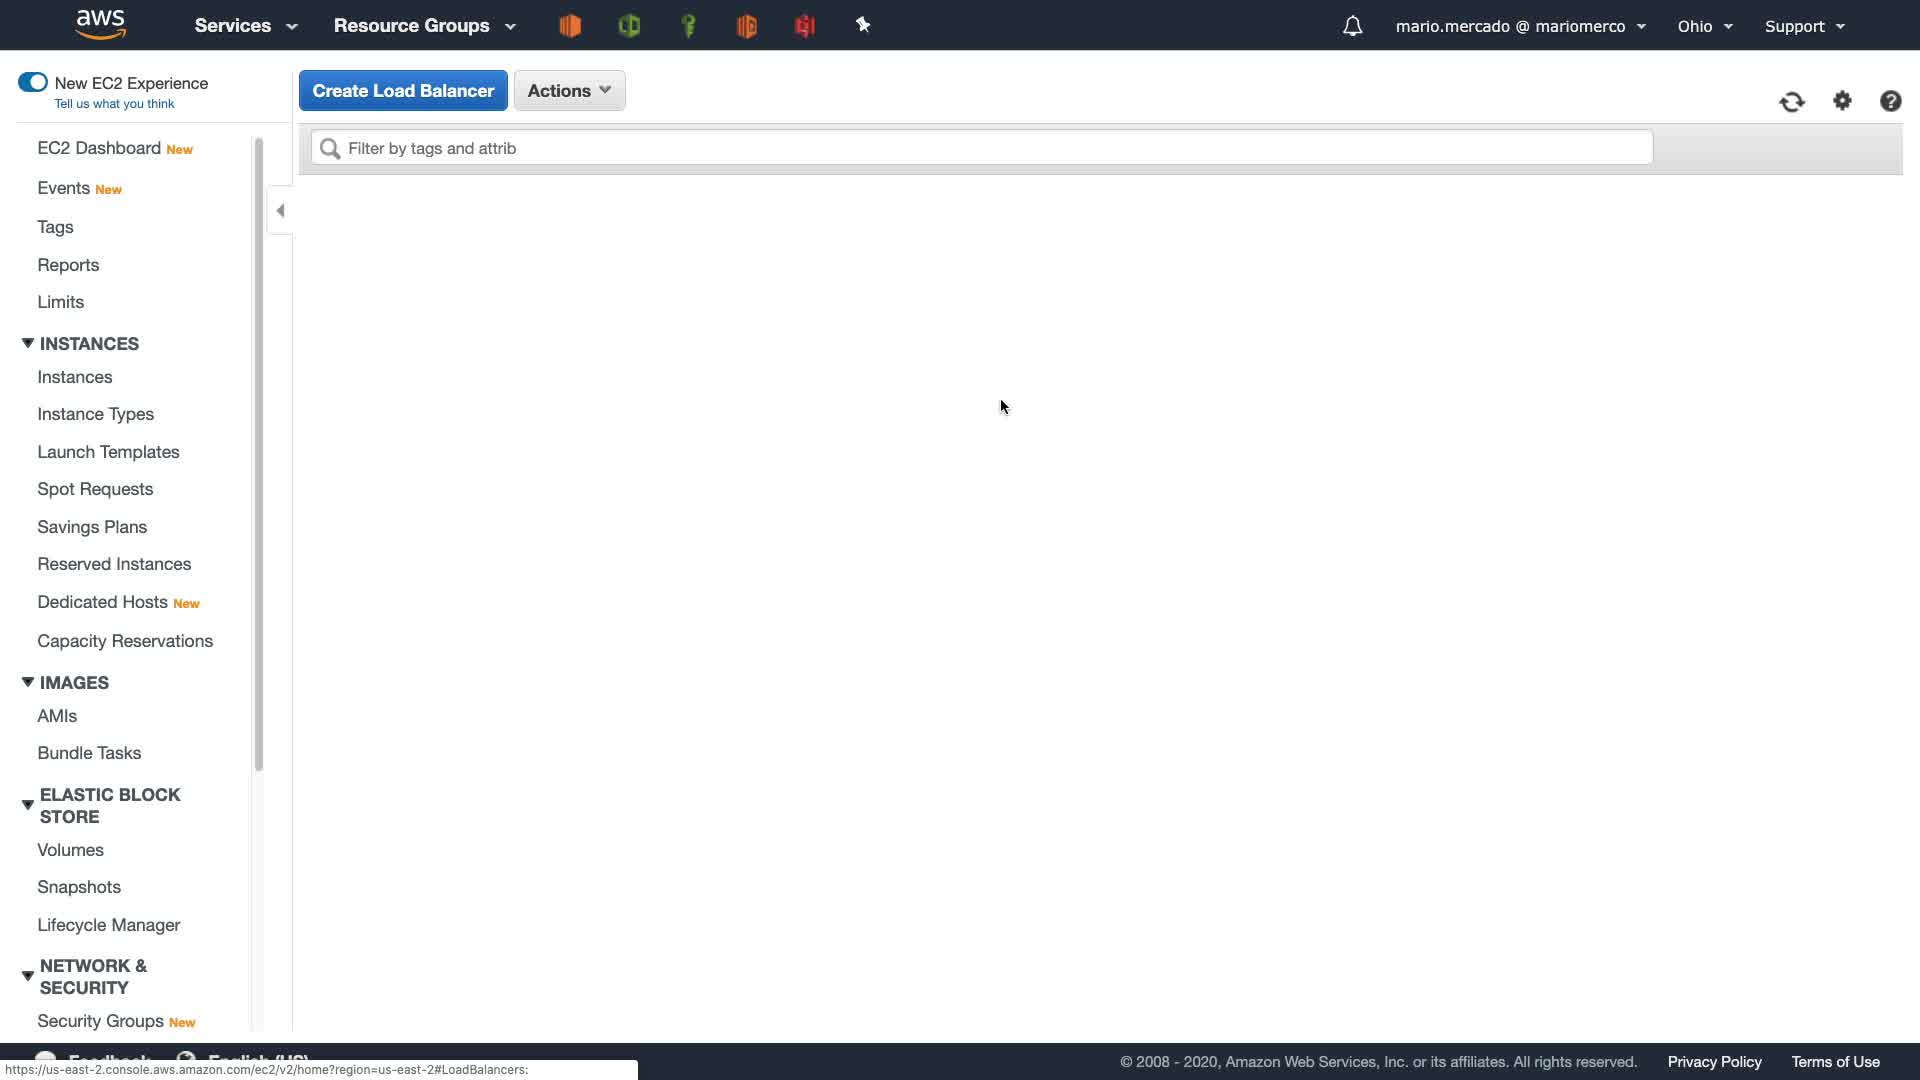 aws
Services
Resource Groups
mario.mercado @ mariomerco
Ohio
Support
New EC2 Experience
Tell us what you think
EC2 Dashboard New
Events New
Tags
Reports
Limits
INSTANCES
Instances
Instance Types
Launch Templates
Spot Requests
Savings Plans
Reserved Instances
Dedicated Hosts New
Capacity Reservations
IMAGES
AMIs
Bundle Tasks
ELASTIC BLOCK
STORE
Volumes
Snapshots
Lifecycle Manager
NETWORK &
SECURITY
Security Groups New
Create Load Balancer
Actions
Filter by tags and attrib
Feedback
English (US)
© 2008 - 2020, Amazon Web Services, Inc. or its affiliates. All rights reserved.
Privacy Policy
Terms of Use
https://us-east-2.console.aws.amazon.com/ec2/v2/home?region=us-east-2#LoadBalancers: